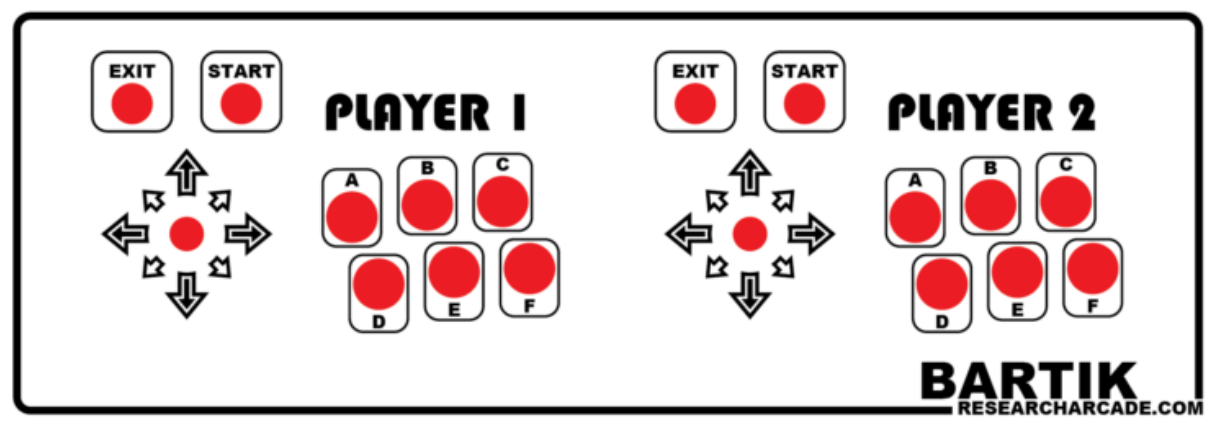 EXIT START
PLAYER 1
A B C
D E F
EXIT START
PLAYER 2
A B C
D E F
BARTIK
RESEARCHARCADE.COM